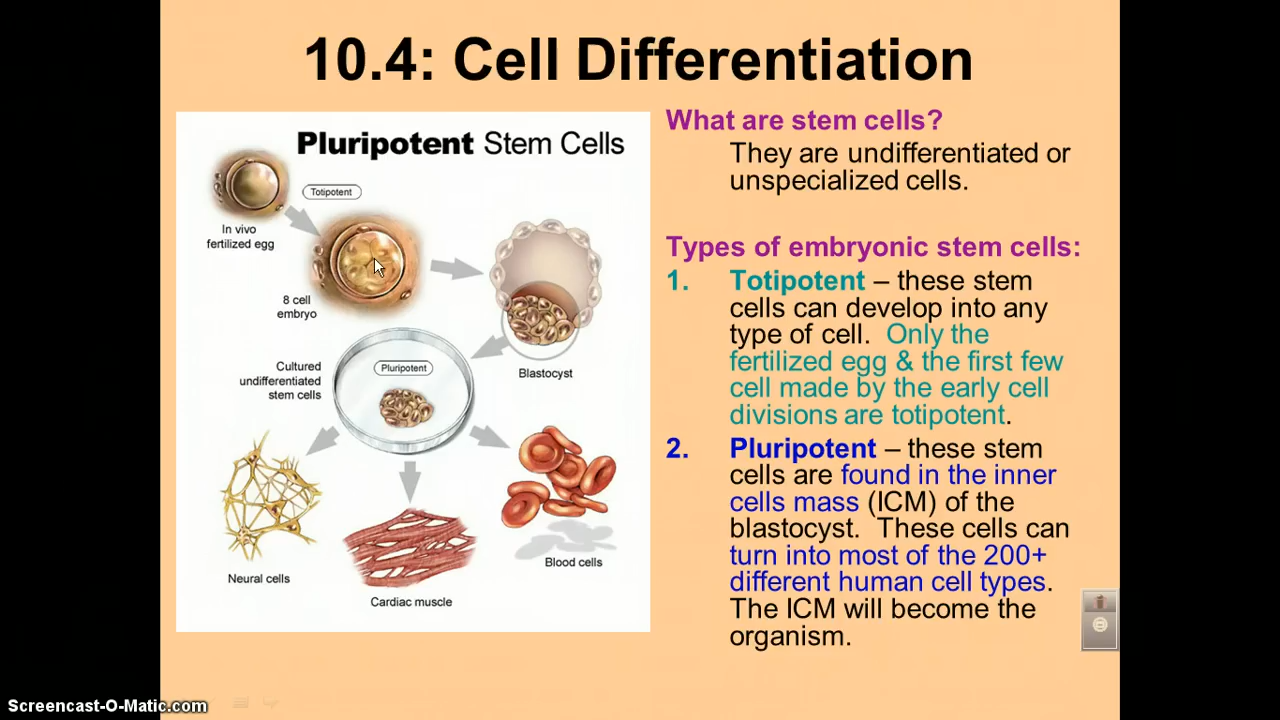 10.4: Cell Differentiation
Pluripotent Stem Cells
Totipotent
In vivo
fertilized egg
8 cell
embryo
Cultured
undifferentiated
stem cells
Pluripotent
Blastocyst
Neural cells
Cardiac muscle
Blood cells
What are stem cells?
They are undifferentiated or
unspecialized cells.
Types of embryonic stem cells:
1. Totipotent – these stem
cells can develop into any
type of cell. Only the
fertilized egg & the first few
cell made by the early cell
divisions are totipotent.
2. Pluripotent – these stem
cells are found in the inner
cells mass (ICM) of the
blastocyst. These cells can
turn into most of the 200+
different human cell types.
The ICM will become the
organism.
Screencast-O-Matic.com